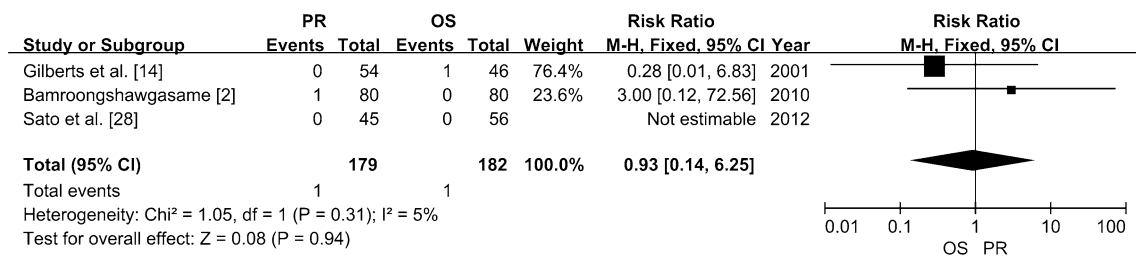 PR OS Risk Ratio Risk Ratio
Study or Subgroup Events Total Events Total Weight M-H, Fixed, 95% CI Year M-H, Fixed, 95% CI
Gilberts et al. [14] 0 54 1 46 76.4% 0.28 [0.01, 6.83] 2001
Bamroongshawgasame [2] 1 80 0 80 23.6% 3.00 [0.12, 72.56] 2010
Sato et al. [28] 0 45 0 56 Not estimable 2012
Total (95% CI) 179 182 100.0% 0.93 [0.14, 6.25]
Total events 1 1
Heterogeneity: Chi² = 1.05, df = 1 (P = 0.31); I² = 5%
Test for overall effect: Z = 0.08 (P = 0.94)
0.01 0.1 1 10 100
OS PR